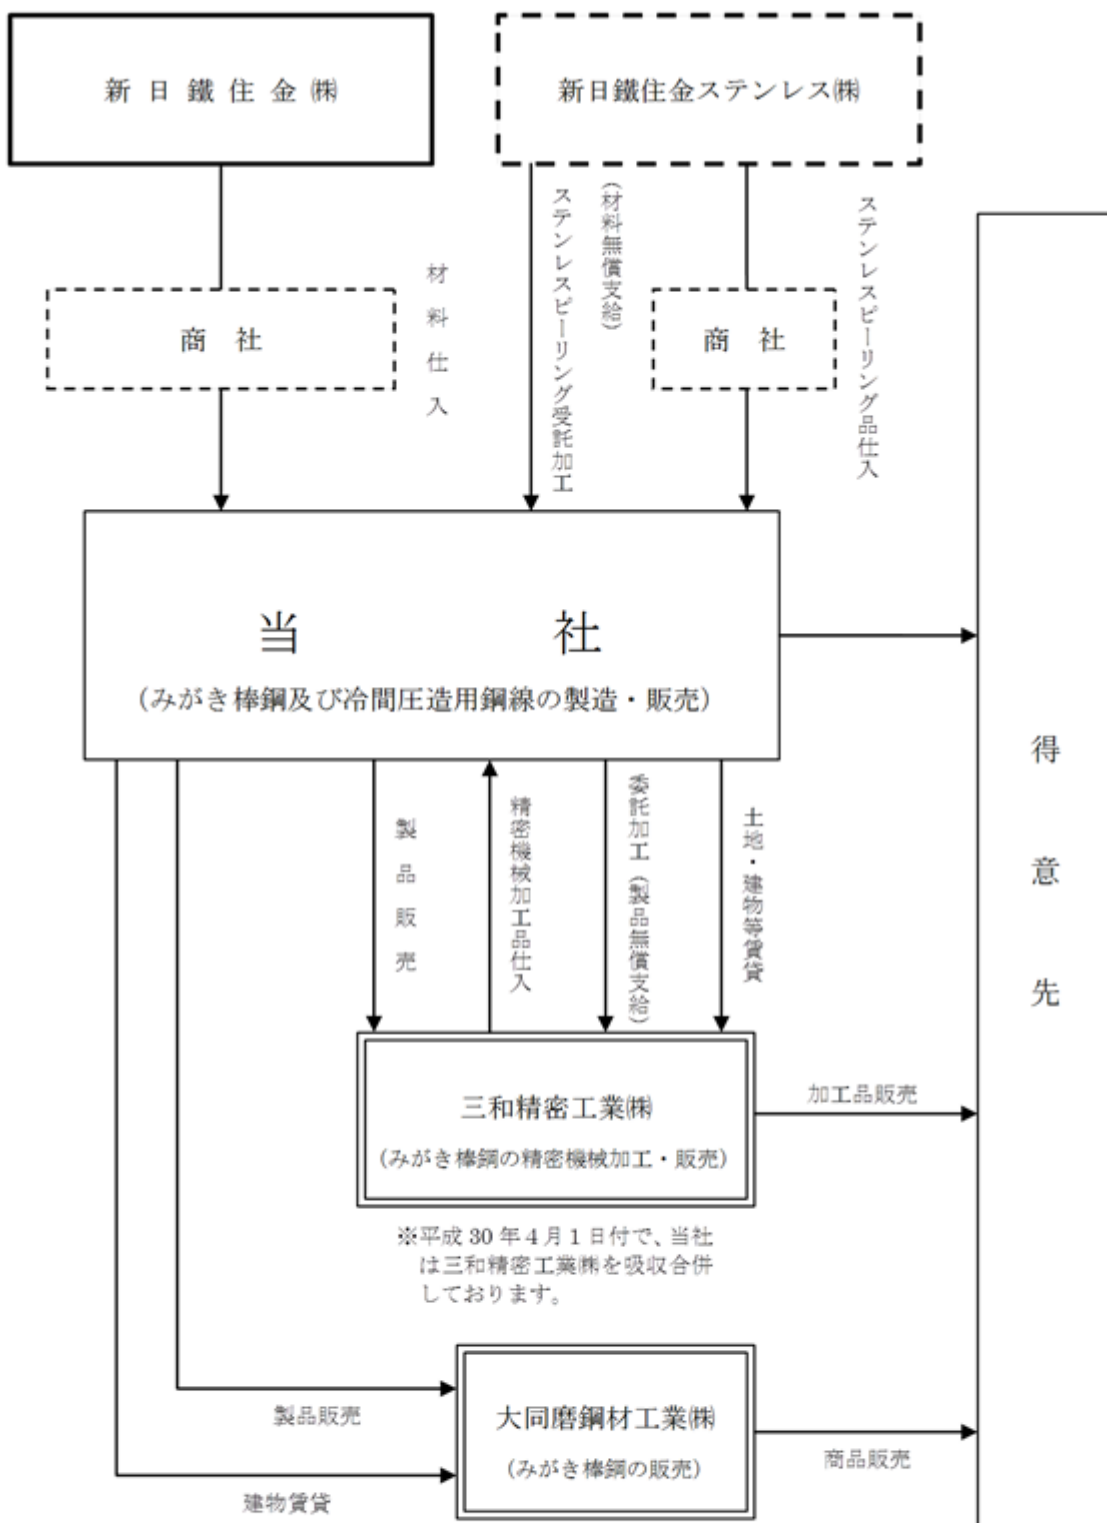 新日鐵住金㈱
新日鐵住金ステンレス㈱
材料仕入
ステンレスピーリング受託加工
（材料無償支給）
ステンレスピーリング品仕入
商社
商社
当社
（みがき棒鋼及び冷間圧造用鋼線の製造・販売）
得意先
製品販売
精密機械加工品仕入
委託加工（製品無償支給）
土地・建物等賃貸
三和精密工業㈱
（みがき棒鋼の精密機械加工・販売）
加工品販売
※平成30年4月1日付で、当社
は三和精密工業㈱を吸収合併
しております。
製品販売
大同磨鋼材工業㈱
（みがき棒鋼の販売）
商品販売
建物賃貸